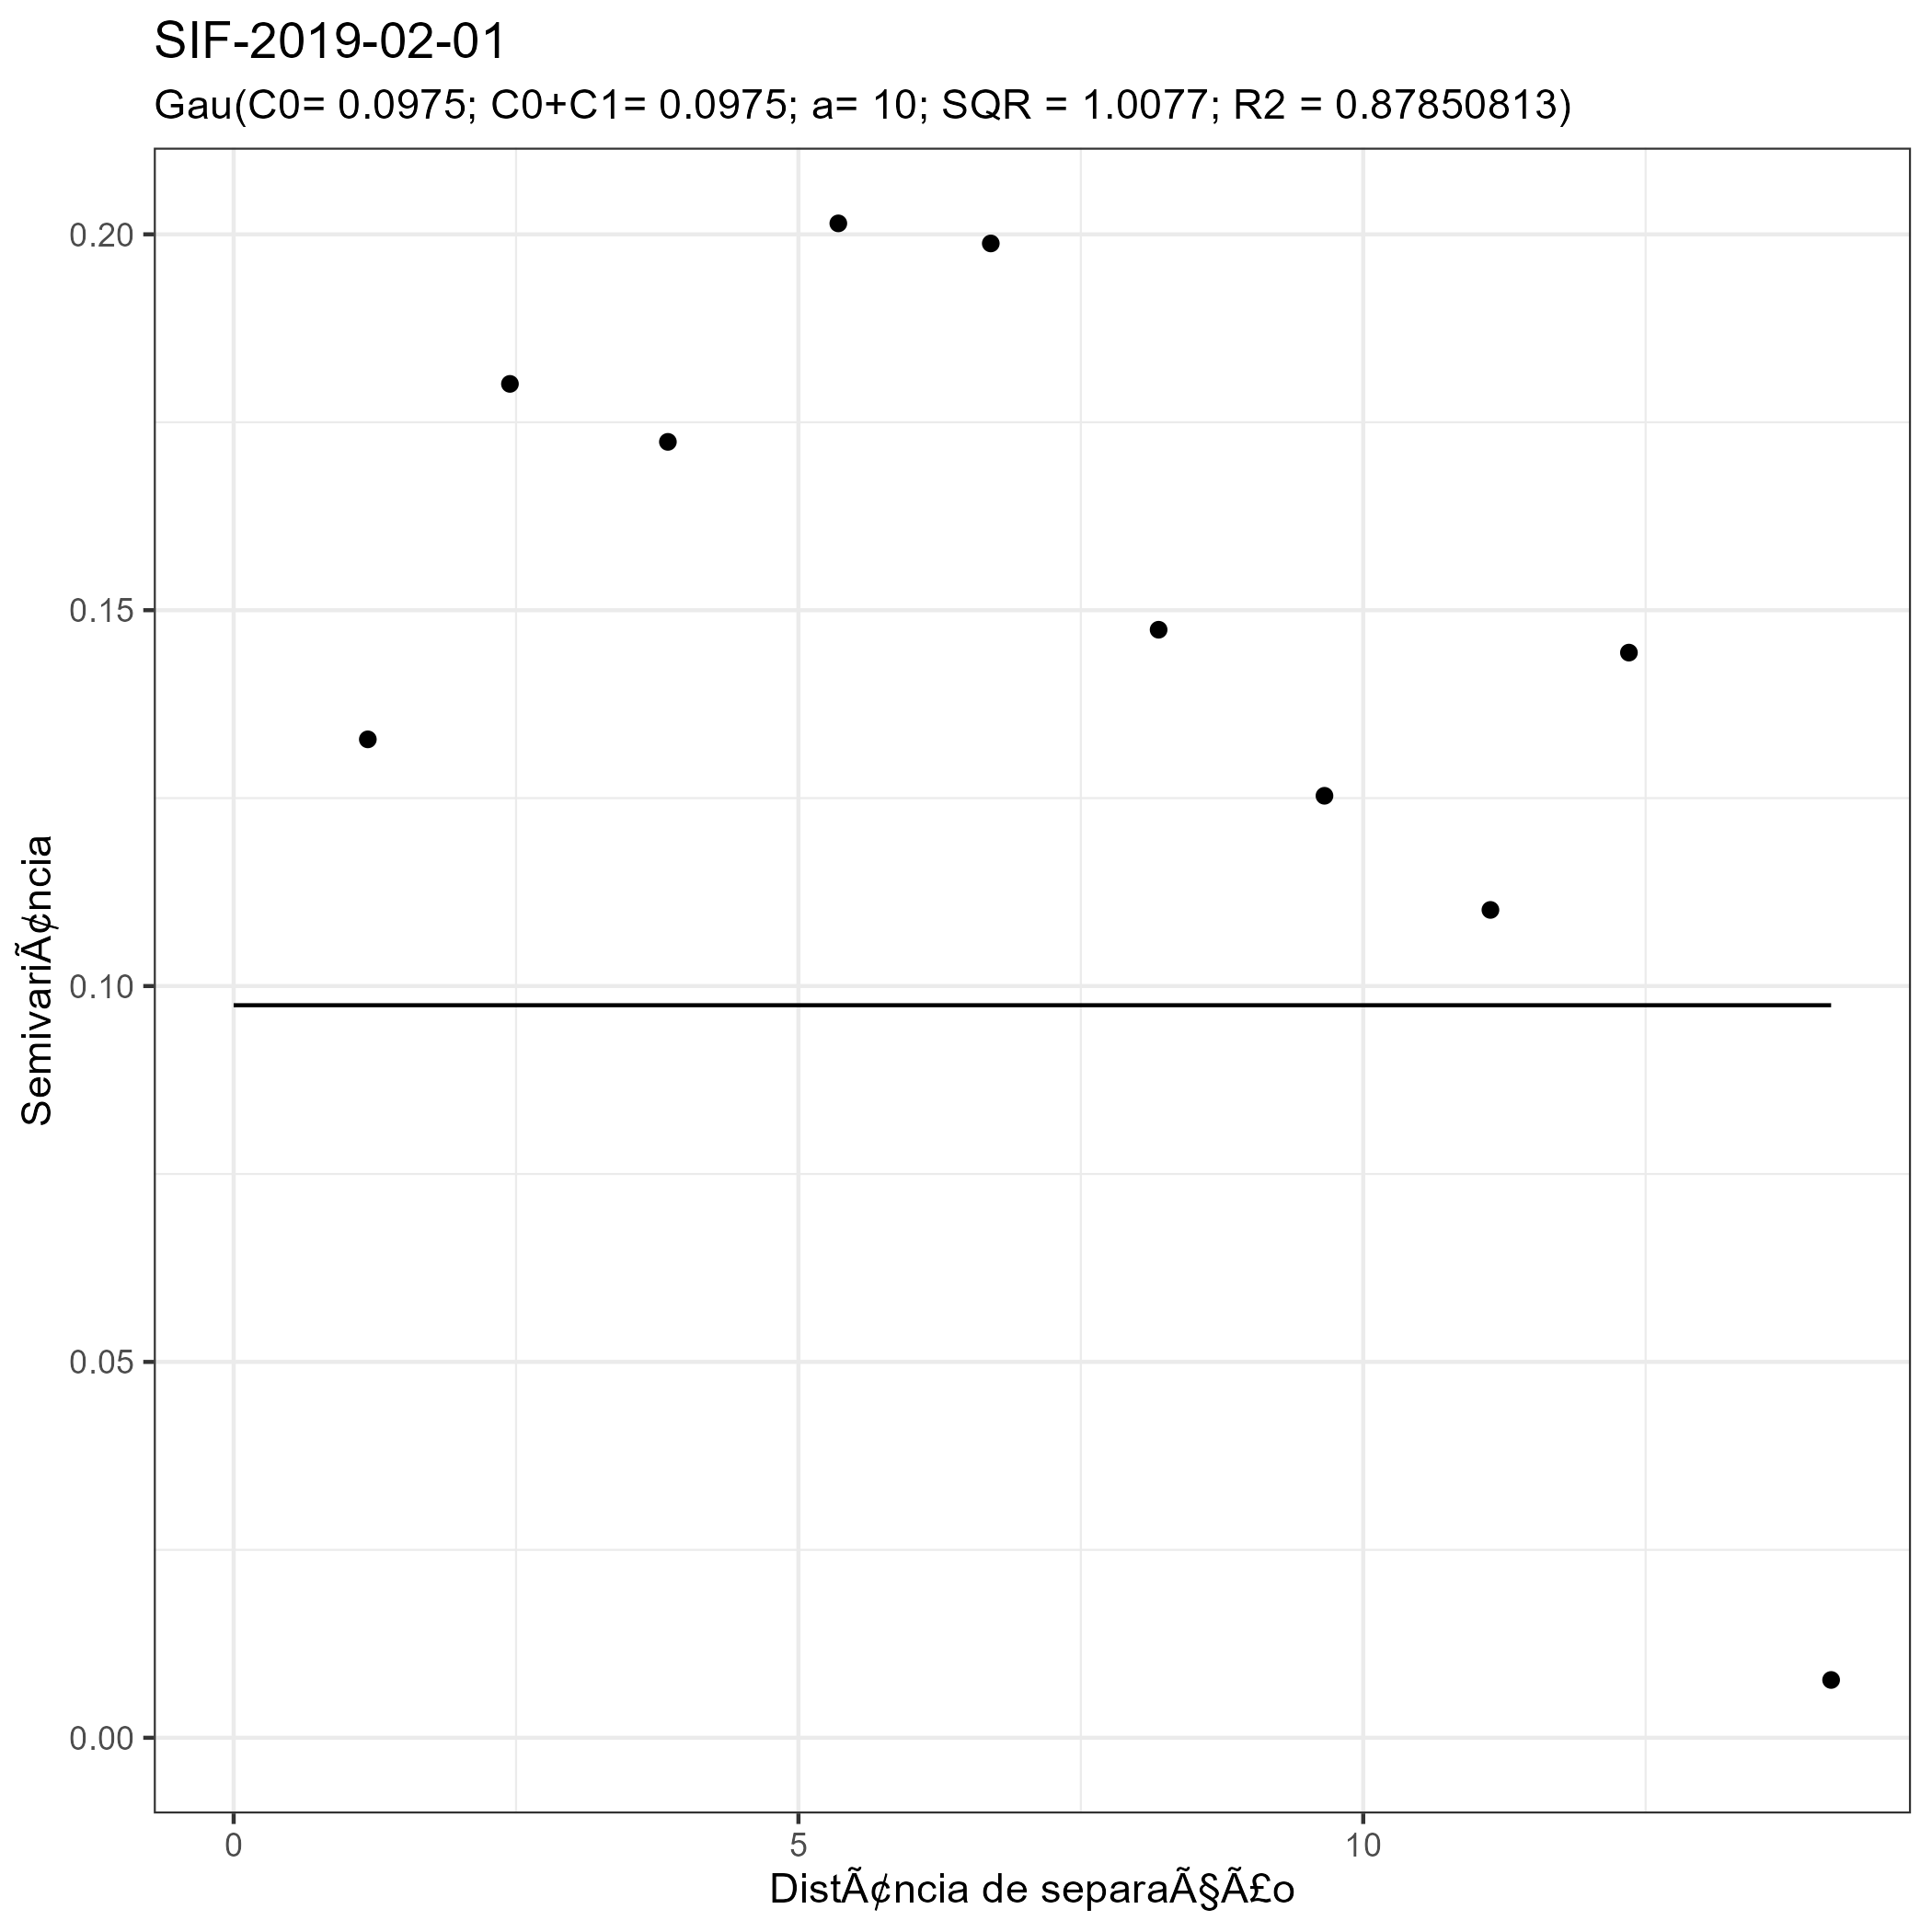 SIF-2019-02-01
Gau(C0= 0.0975; C0+C1= 0.0975; a= 10; SQR = 1.0077; R2 = 0.87850813)
0.20
0.15
0.10
0.05
0.00
SemivariÃ¢ncia
0 5 10
DistÃ¢ncia de separaÃ§Ã£o